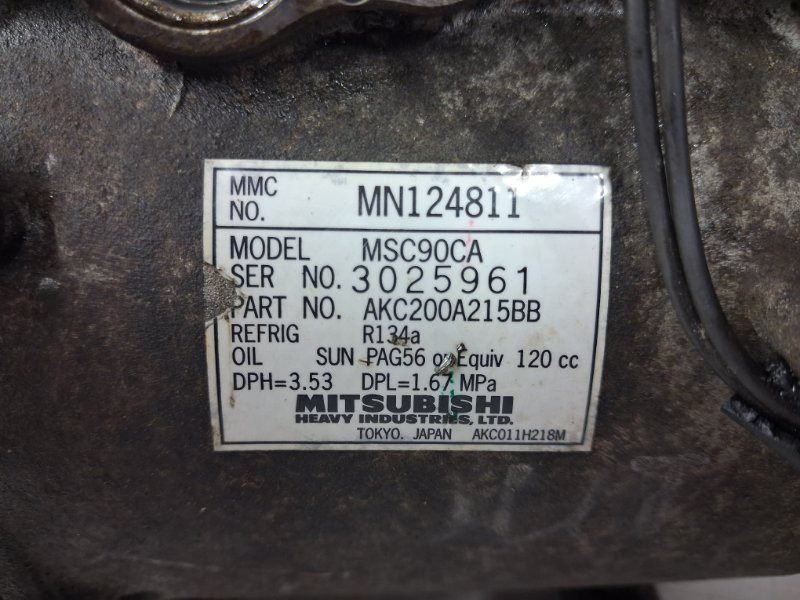 MMC
NO. MN124811
MODEL MSC90CA
SER NO. 3025961
PART NO. AKC200A215BB
REFRIG R134a
OIL SUN PAG56 or Equiv 120 cc
DPH=3.53 DPL=1.67 MPa
MITSUBISHI
HEAVY INDUSTRIES, LTD.
TOKYO. JAPAN AKC011H218M